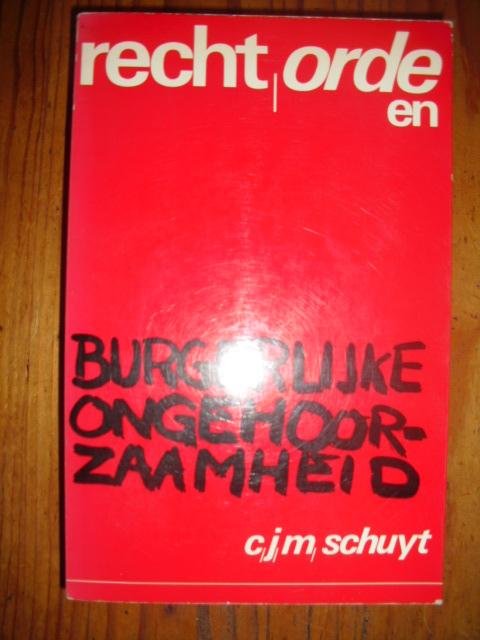 recht, orde
en
BURGERLIJKE
ONGEHOOR-
ZAAMHEID
c,j,m, schuyt